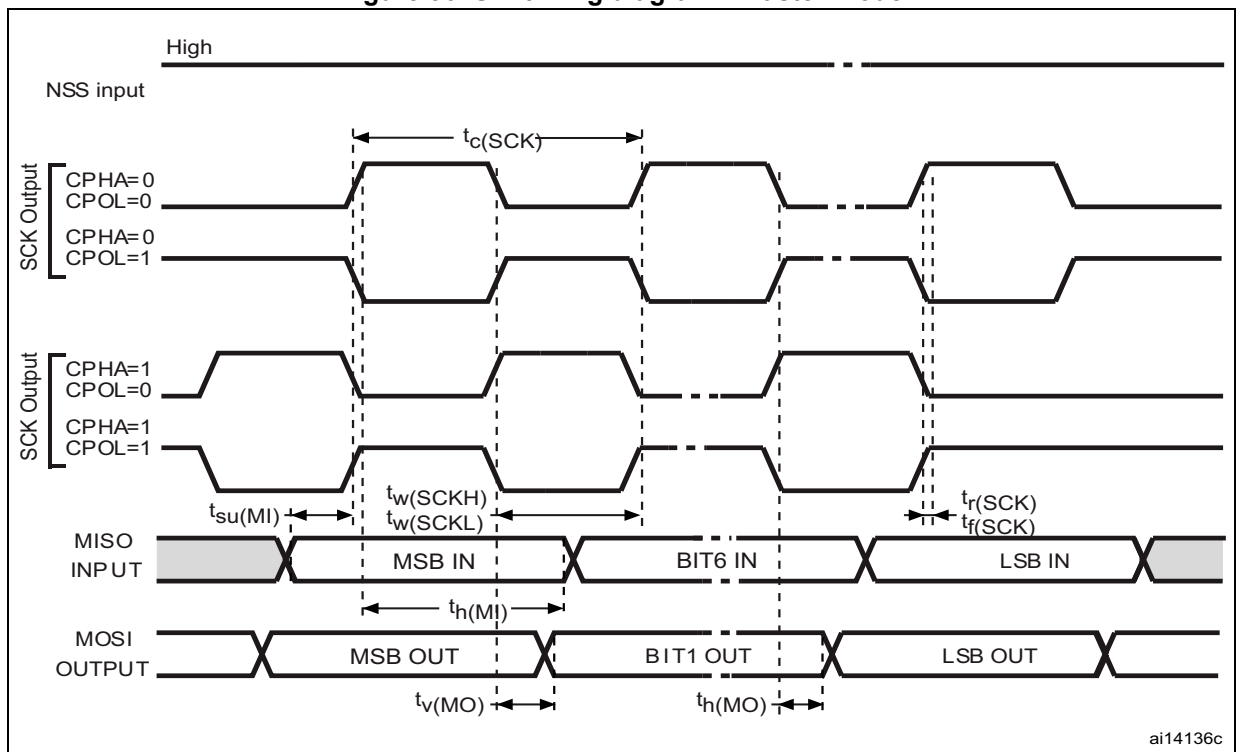 High
NSS input
tc(SCK)
SCK Output
CPHA=0
CPOL=0
CPHA=0
CPOL=1
SCK Output
CPHA=1
CPOL=0
CPHA=1
CPOL=1
tsu(MI)
tw(SCKH)
tw(SCKL)
tr(SCK)
tf(SCK)
MISO
INPUT
MSB IN
BIT6 IN
LSB IN
th(MI)
MOSI
OUTPUT
MSB OUT
BIT1 OUT
LSB OUT
tv(MO)
th(MO)
ai14136c